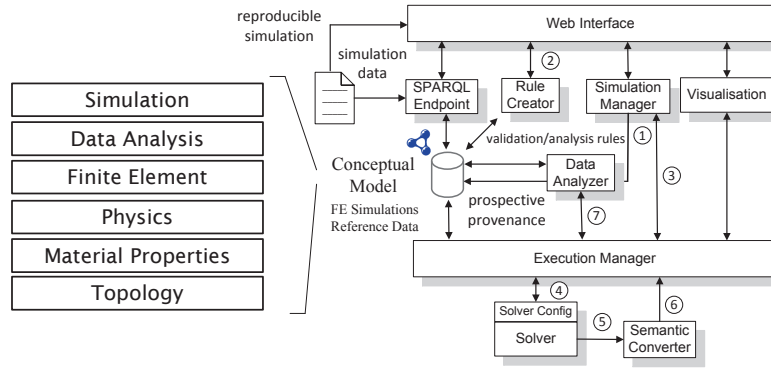 reproducible
simulation
Web Interface
simulation
data
②
SPARQL
Endpoint
Rule
Creator
Simulation
Manager
Visualisation
Simulation
Data Analysis
Finite Element
Physics
Material Properties
Topology
①
validation/analysis rules
Conceptual
Model
FE Simulations
Reference Data
Data
Analyzer
③
prospective
provenance
⑦
Execution Manager
④
Solver Config
Solver
⑤
⑥
Semantic
Converter